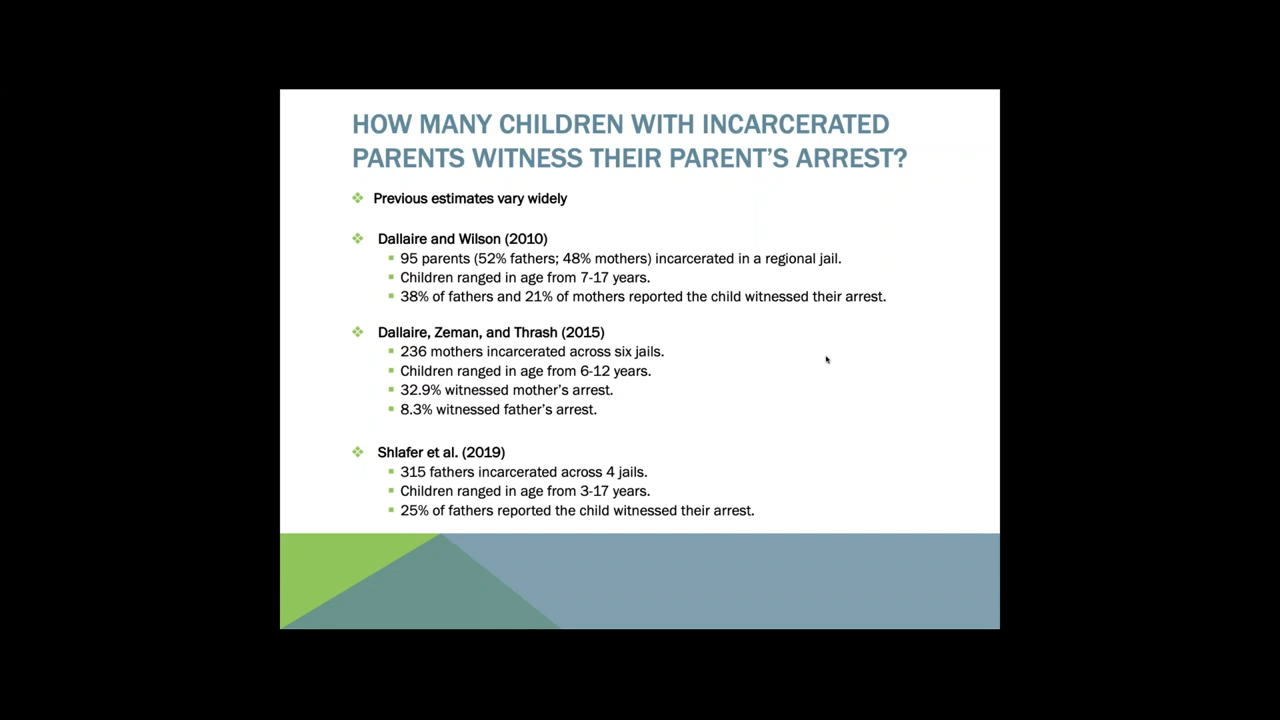 HOW MANY CHILDREN WITH INCARCERATED
PARENTS WITNESS THEIR PARENT'S ARREST?
Previous estimates vary widely
Dallaire and Wilson (2010)
95 parents (52% fathers; 48% mothers) incarcerated in a regional jail.
Children ranged in age from 7-17 years.
38% of fathers and 21% of mothers reported the child witnessed their arrest.
Dallaire, Zeman, and Thrash (2015)
236 mothers incarcerated across six jails.
Children ranged in age from 6-12 years.
32.9% witnessed mother's arrest.
8.3% witnessed father's arrest.
Shlafer et al. (2019)
315 fathers incarcerated across 4 jails.
Children ranged in age from 3-17 years.
25% of fathers reported the child witnessed their arrest.